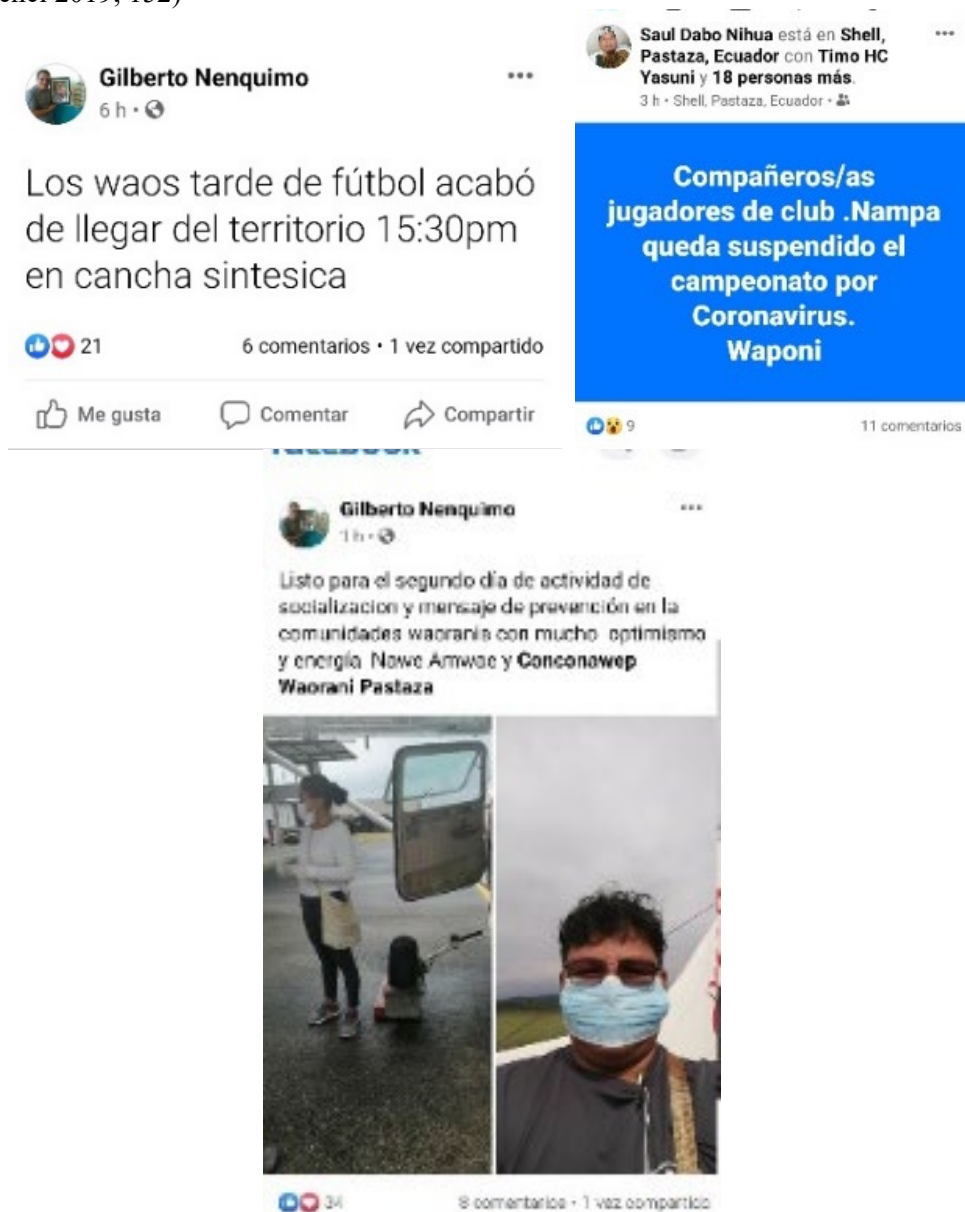 2019, 152)
Gilberto Nenquimo
6 h
Los waos tarde de fútbol acabó
de llegar del territorio 15:30pm
en cancha sintesica
21
6 comentarios • 1 vez compartido
Me gusta
Comentar
Compartir
Saul Dabo Nihua está en Shell,
Pastaza, Ecuador con Timo HC
Yasuni y 18 personas más.
3 h • Shell, Pastaza, Ecuador
Compañeros/as
jugadores de club .Nampa
queda suspendido el
campeonato por
Coronavirus.
Waponi
9
11 comentarios
facebook
Gilberto Nenquimo
1 h
Listo para el segundo día de actividad de
socializacion y mensaje de prevención en la
comunidades waoranis con mucho optimismo
y energía Nawe Amwae y Conconawep
Waorani Pastaza
34
8 comentarios • 1 vez compartido